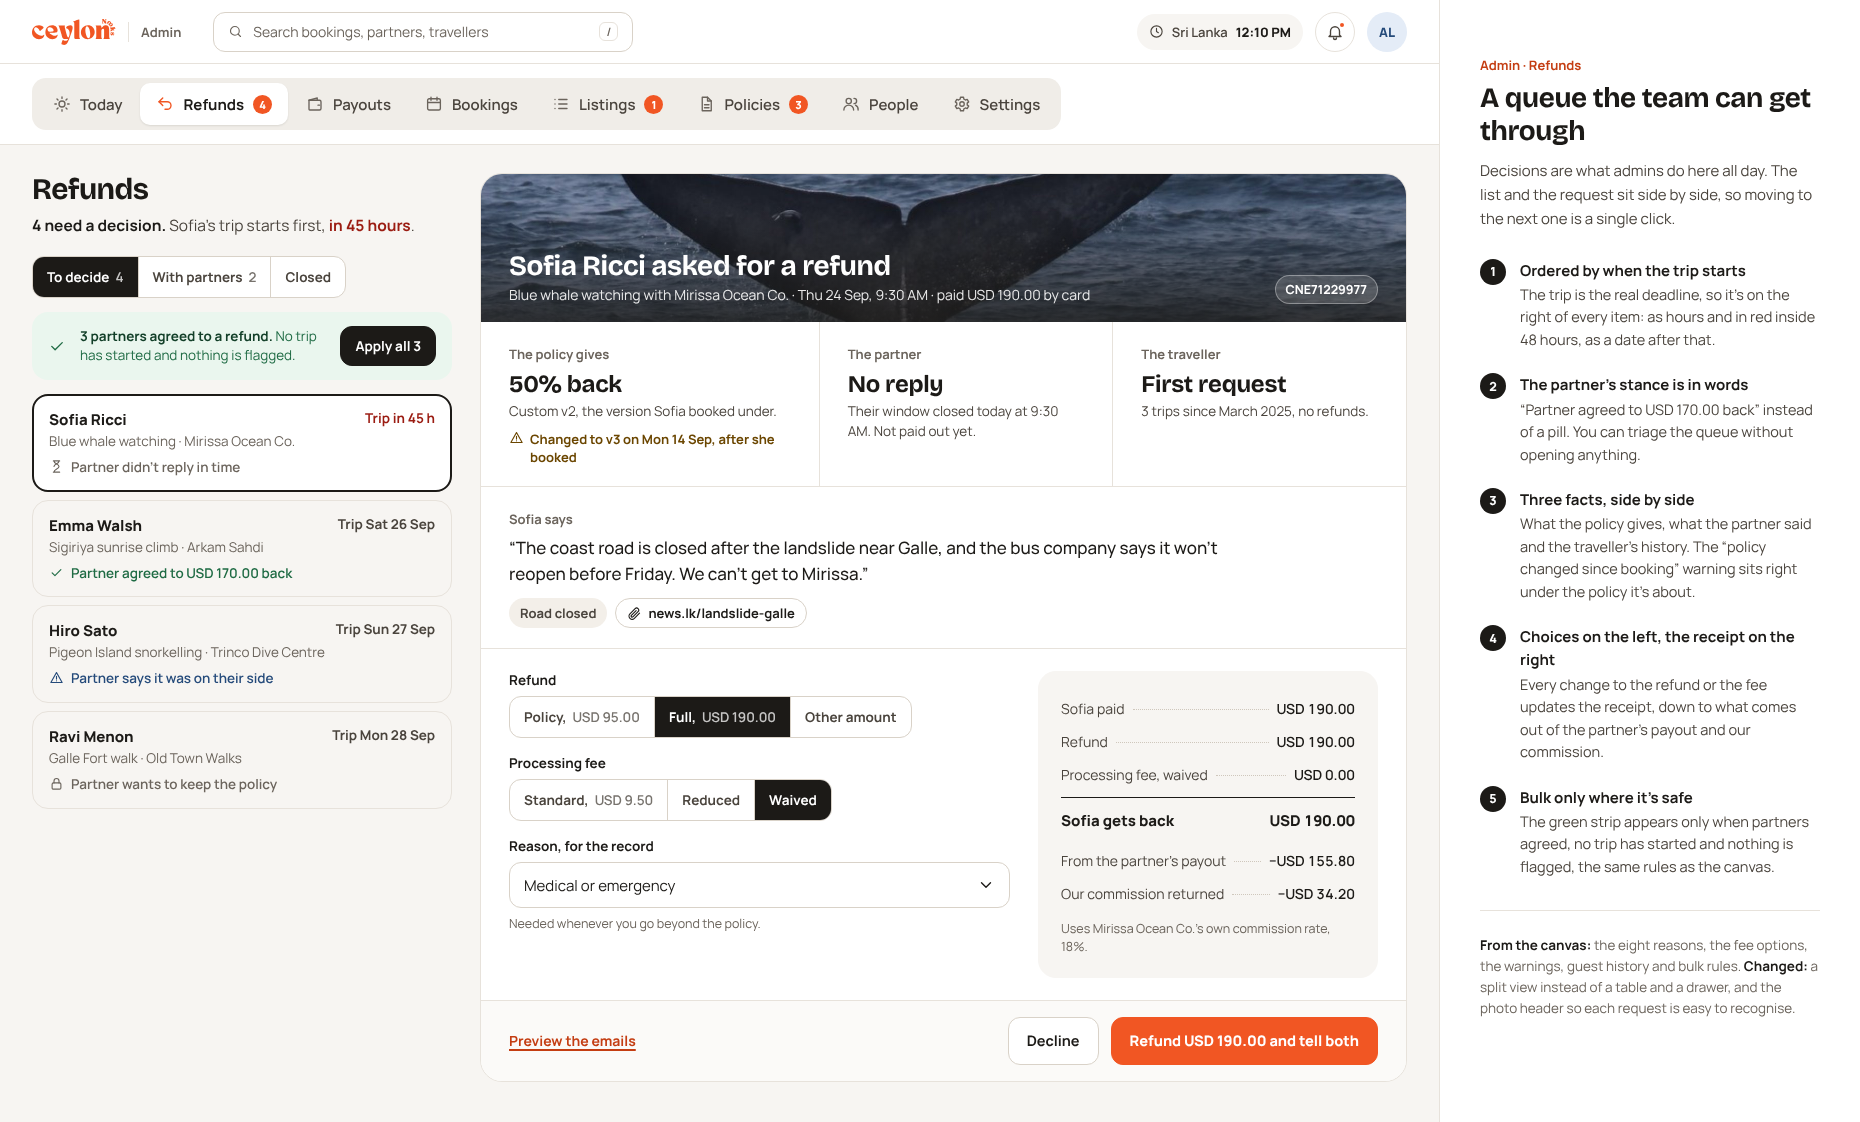 ceylon
Admin
Search bookings, partners, travellers
/
Sri Lanka 12:10 PM
AL
Today
Refunds 4
Payouts
Bookings
Listings 1
Policies 3
People
Settings
Refunds
4 need a decision. Sofia’s trip starts first, in 45 hours.
To decide 4
With partners 2
Closed
3 partners agreed to a refund. No trip
has started and nothing is flagged.
Apply all 3
Sofia Ricci
Trip in 45 h
Blue whale watching · Mirissa Ocean Co.
Partner didn’t reply in time
Emma Walsh
Trip Sat 26 Sep
Sigiriya sunrise climb · Arkam Sahdi
Partner agreed to USD 170.00 back
Hiro Sato
Trip Sun 27 Sep
Pigeon Island snorkelling · Trinco Dive Centre
Partner says it was on their side
Ravi Menon
Trip Mon 28 Sep
Galle Fort walk · Old Town Walks
Partner wants to keep the policy
Sofia Ricci asked for a refund
Blue whale watching with Mirissa Ocean Co. · Thu 24 Sep, 9:30 AM · paid USD 190.00 by card
CNE71229977
The policy gives
50% back
Custom v2, the version Sofia booked under.
Changed to v3 on Mon 14 Sep, after she
booked
The partner
No reply
Their window closed today at 9:30
AM. Not paid out yet.
The traveller
First request
3 trips since March 2025, no refunds.
Sofia says
“The coast road is closed after the landslide near Galle, and the bus company says it won’t
reopen before Friday. We can’t get to Mirissa.”
Road closed
news.lk/landslide-galle
Refund
Policy, USD 95.00
Full, USD 190.00
Other amount
Processing fee
Standard, USD 9.50
Reduced
Waived
Reason, for the record
Medical or emergency
Needed whenever you go beyond the policy.
Sofia paid USD 190.00
Refund USD 190.00
Processing fee, waived USD 0.00
Sofia gets back USD 190.00
From the partner’s payout −USD 155.80
Our commission returned −USD 34.20
Uses Mirissa Ocean Co.’s own commission rate,
18%.
Preview the emails
Decline
Refund USD 190.00 and tell both
Admin · Refunds
A queue the team can get
through
Decisions are what admins do here all day. The
list and the request sit side by side, so moving to
the next one is a single click.
1 Ordered by when the trip starts
The trip is the real deadline, so it’s on the
right of every item: as hours and in red inside
48 hours, as a date after that.
2 The partner’s stance is in words
“Partner agreed to USD 170.00 back” instead
of a pill. You can triage the queue without
opening anything.
3 Three facts, side by side
What the policy gives, what the partner said
and the traveller’s history. The “policy
changed since booking” warning sits right
under the policy it’s about.
4 Choices on the left, the receipt on the
right
Every change to the refund or the fee
updates the receipt, down to what comes
out of the partner’s payout and our
commission.
5 Bulk only where it’s safe
The green strip appears only when partners
agreed, no trip has started and nothing is
flagged, the same rules as the canvas.
From the canvas: the eight reasons, the fee options,
the warnings, guest history and bulk rules. Changed: a
split view instead of a table and a drawer, and the
photo header so each request is easy to recognise.